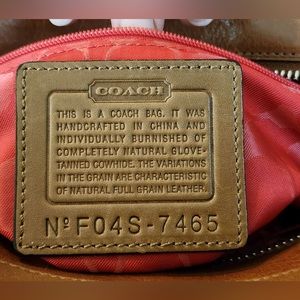 COACH
THIS IS A COACH BAG. IT WAS
HANDCRAFTED IN CHINA AND
INDIVIDUALLY BURNISHED OF
COMPLETELY NATURAL GLOVE-
TANNED COWHIDE. THE VARIATIONS
IN THE GRAIN ARE CHARACTERISTIC
OF NATURAL FULL GRAIN LEATHER.
Nº F04S-7465